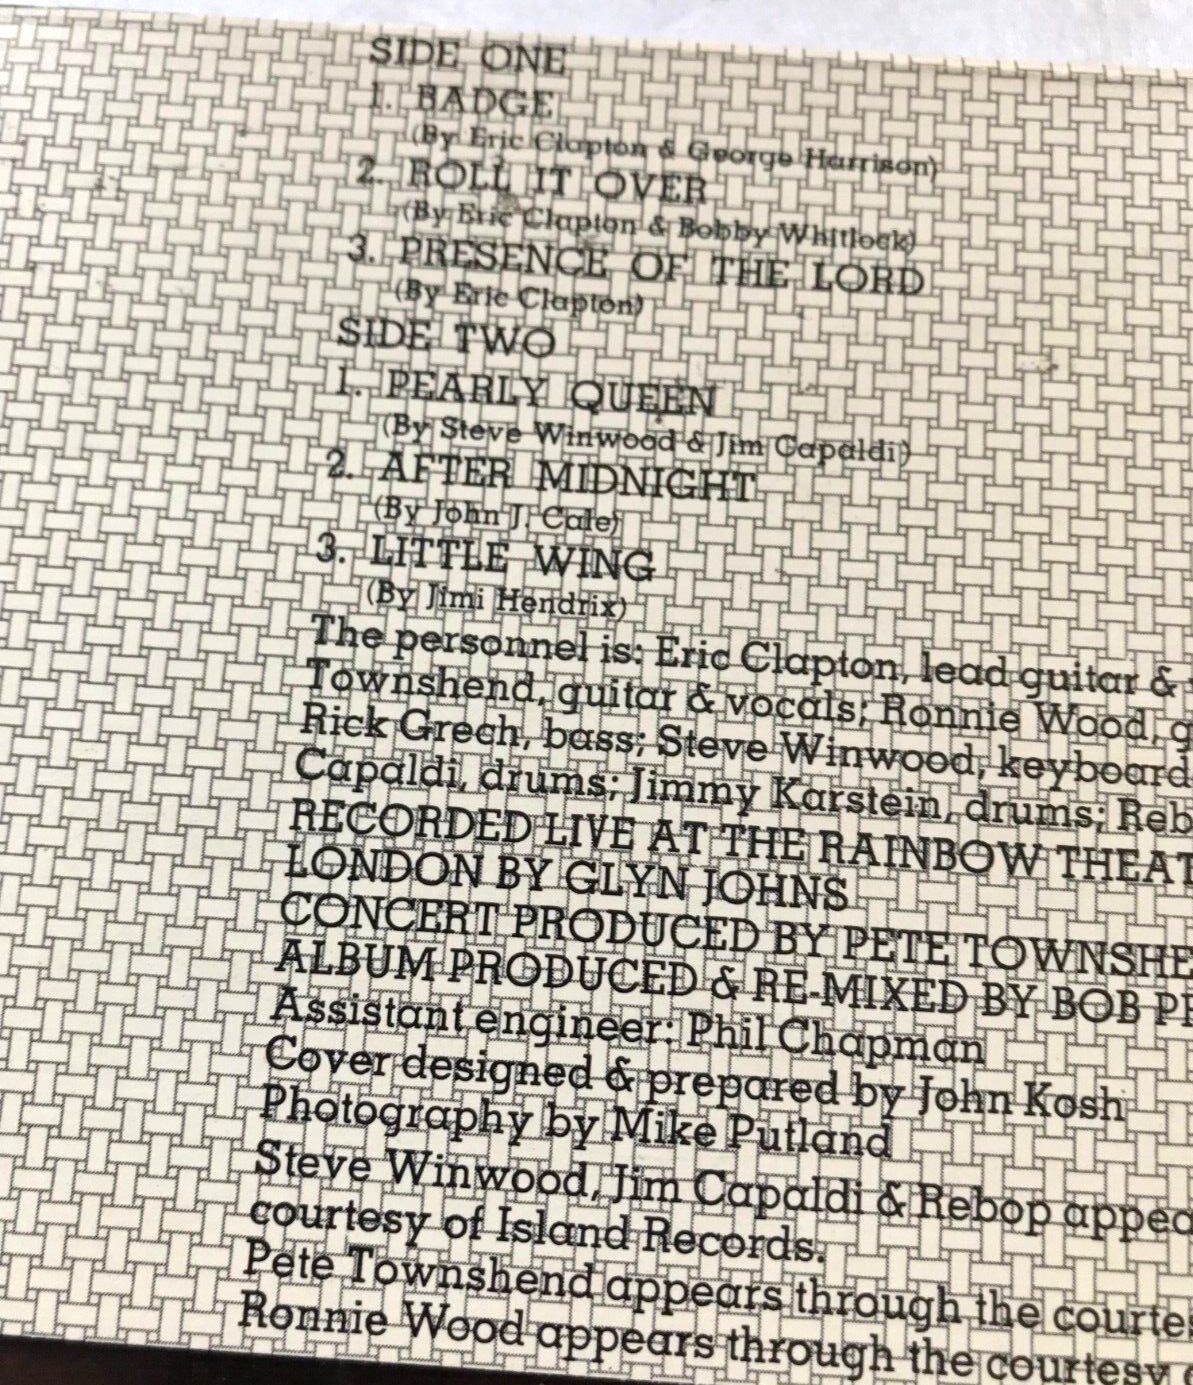 SIDE ONE
1. BADGE
(By Eric Clapton & George Harrison)
2. ROLL IT OVER
(By Eric Clapton & Bobby Whitlock)
3. PRESENCE OF THE LORD
(By Eric Clapton)
SIDE TWO
1. PEARLY QUEEN
(By Steve Winwood & Jim Capaldi)
2. AFTER MIDNIGHT
(By John J. Cale)
3. LITTLE WING
(By Jimi Hendrix)
The personnel is: Eric Clapton, lead guitar &
Townshend, guitar & vocals; Ronnie Wood, g
Rick Grech, bass; Steve Winwood, keyboard
Capaldi, drums; Jimmy Karstein, drums; Reb
RECORDED LIVE AT THE RAINBOW THEAT
LONDON BY GLYN JOHNS
CONCERT PRODUCED BY PETE TOWNSHE
ALBUM PRODUCED & RE-MIXED BY BOB P
Assistant engineer: Phil Chapman
Cover designed & prepared by John Kosh
Photography by Mike Putland
Steve Winwood, Jim Capaldi & Rebop appea
courtesy of Island Records.
Pete Townshend appears through the courte
Ronnie Wood appears through the courtesy